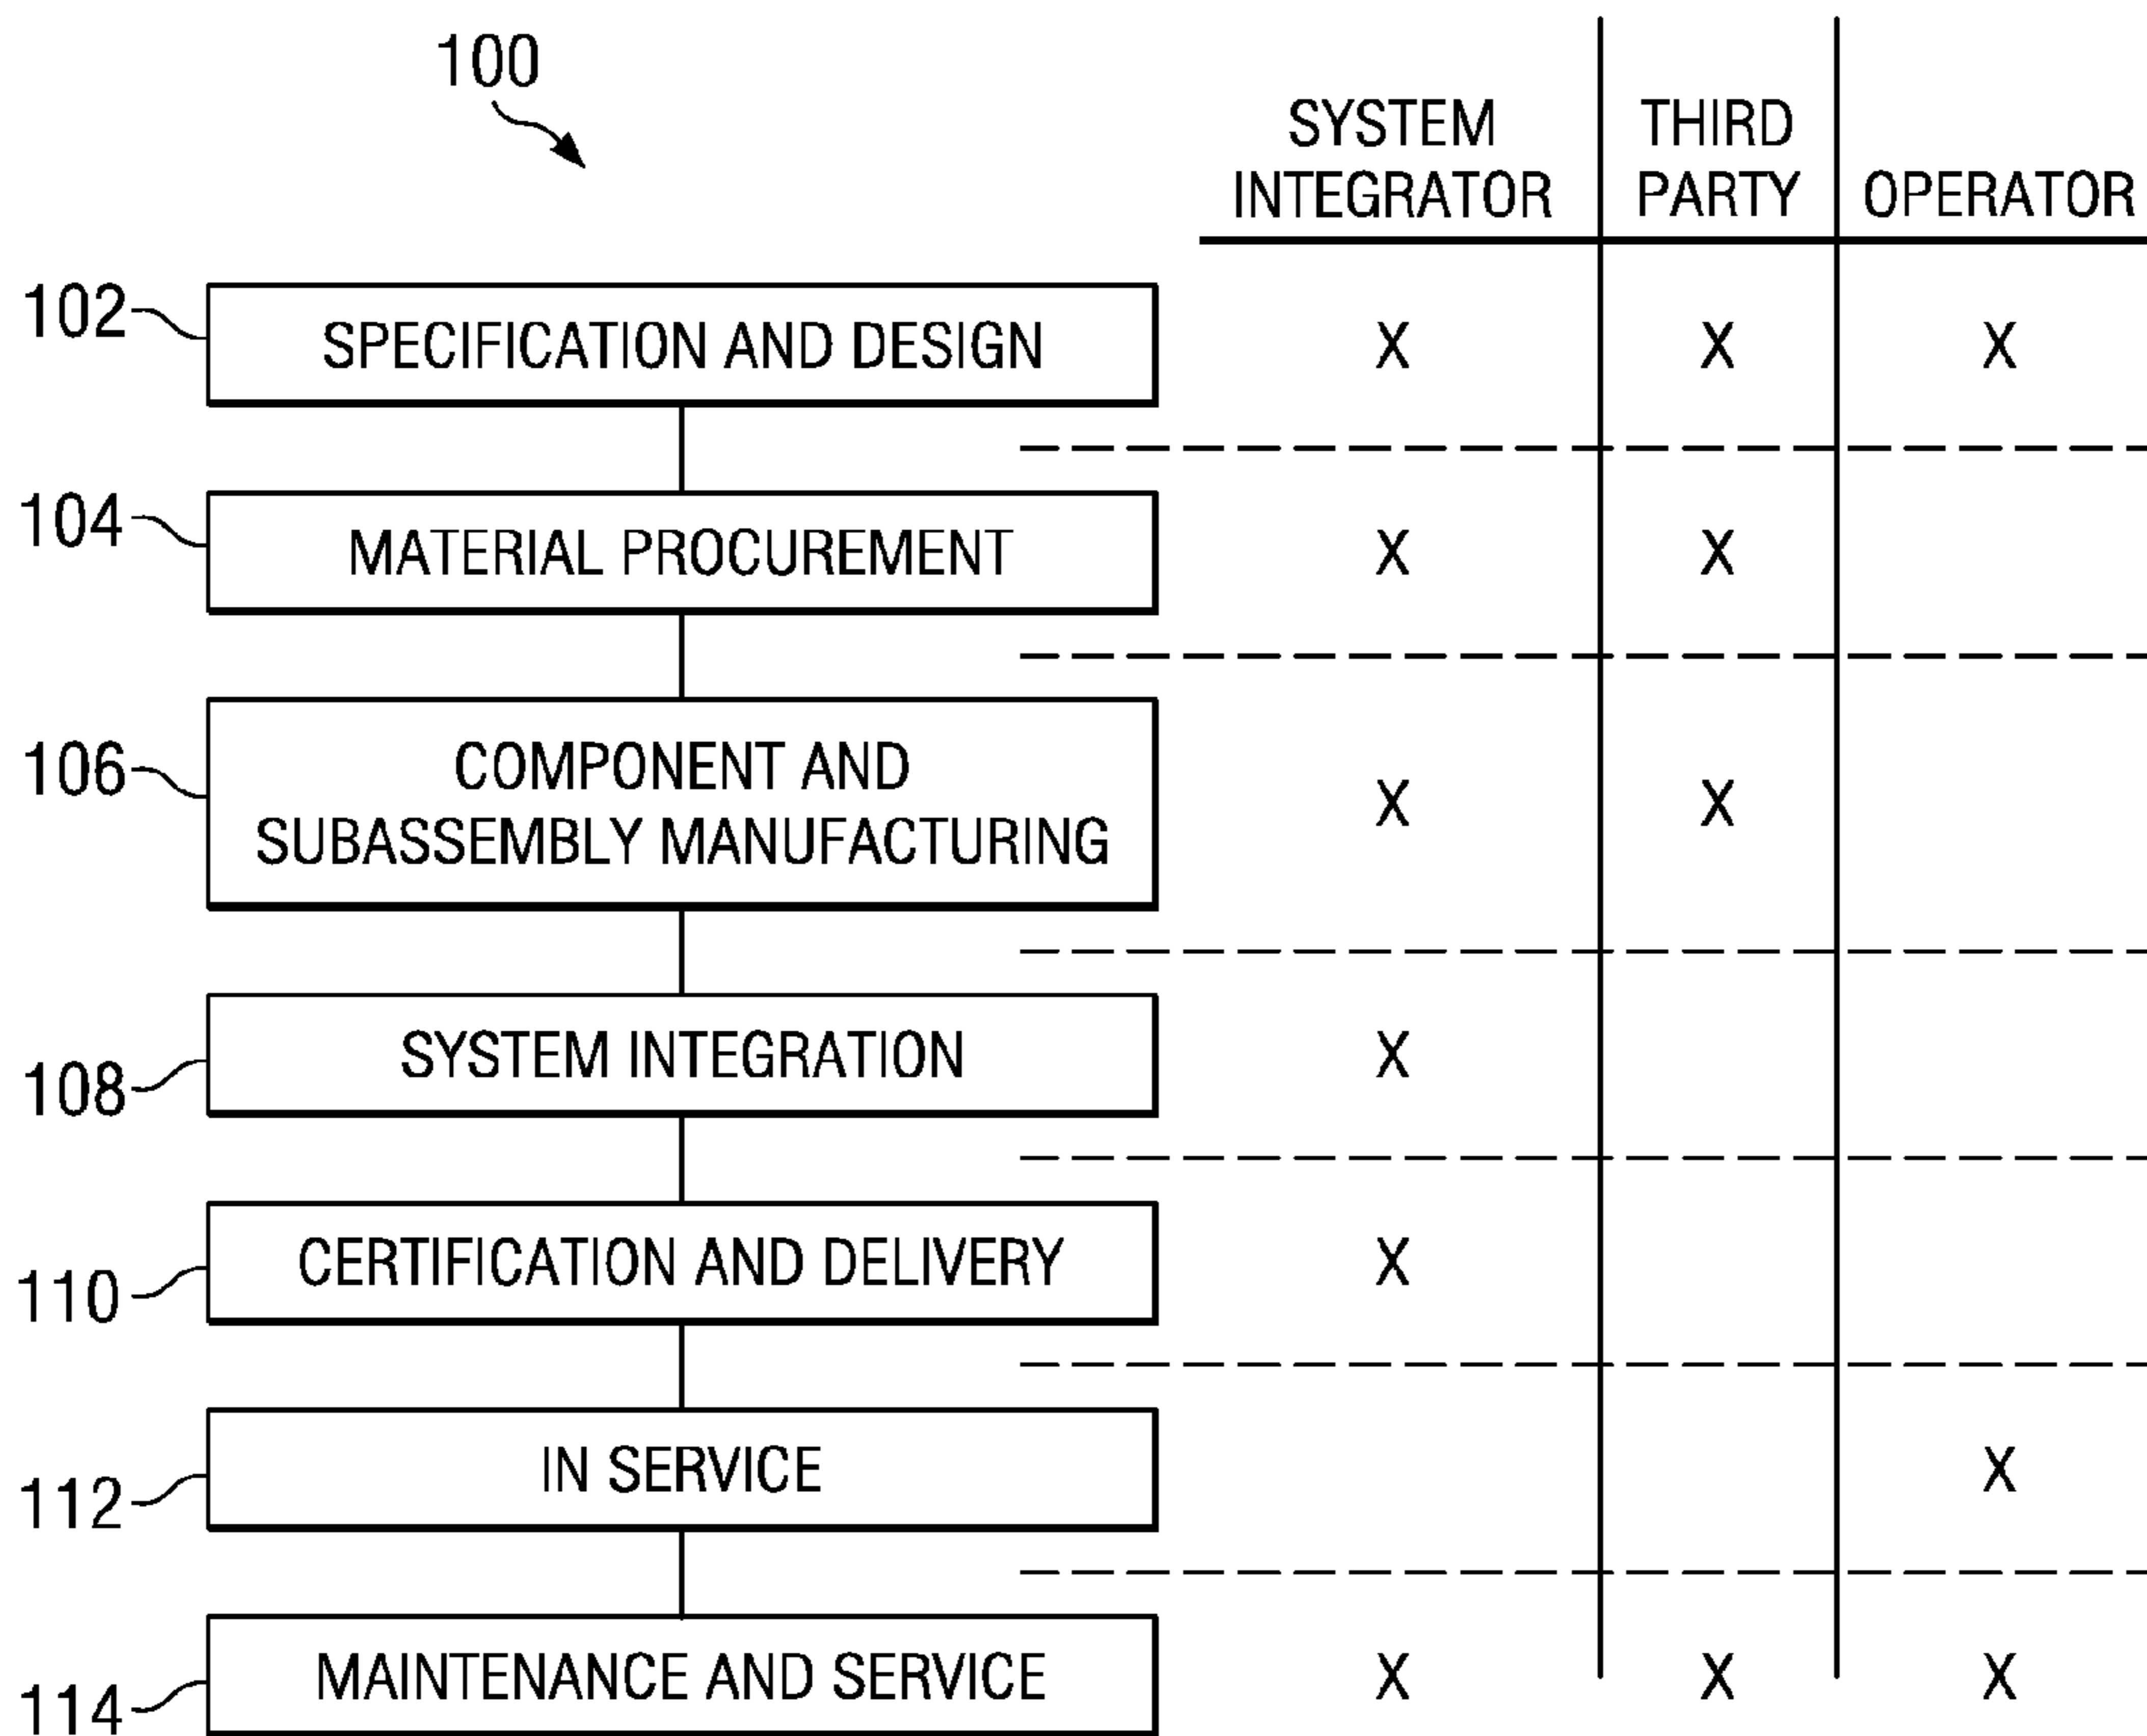 100
SYSTEM
INTEGRATOR
THIRD
PARTY
OPERATOR
102
SPECIFICATION AND DESIGN
X X X
104
MATERIAL PROCUREMENT
X X
106
COMPONENT AND
SUBASSEMBLY MANUFACTURING
X X
108
SYSTEM INTEGRATION
X
110
CERTIFICATION AND DELIVERY
X
112
IN SERVICE
X
114
MAINTENANCE AND SERVICE
X X X